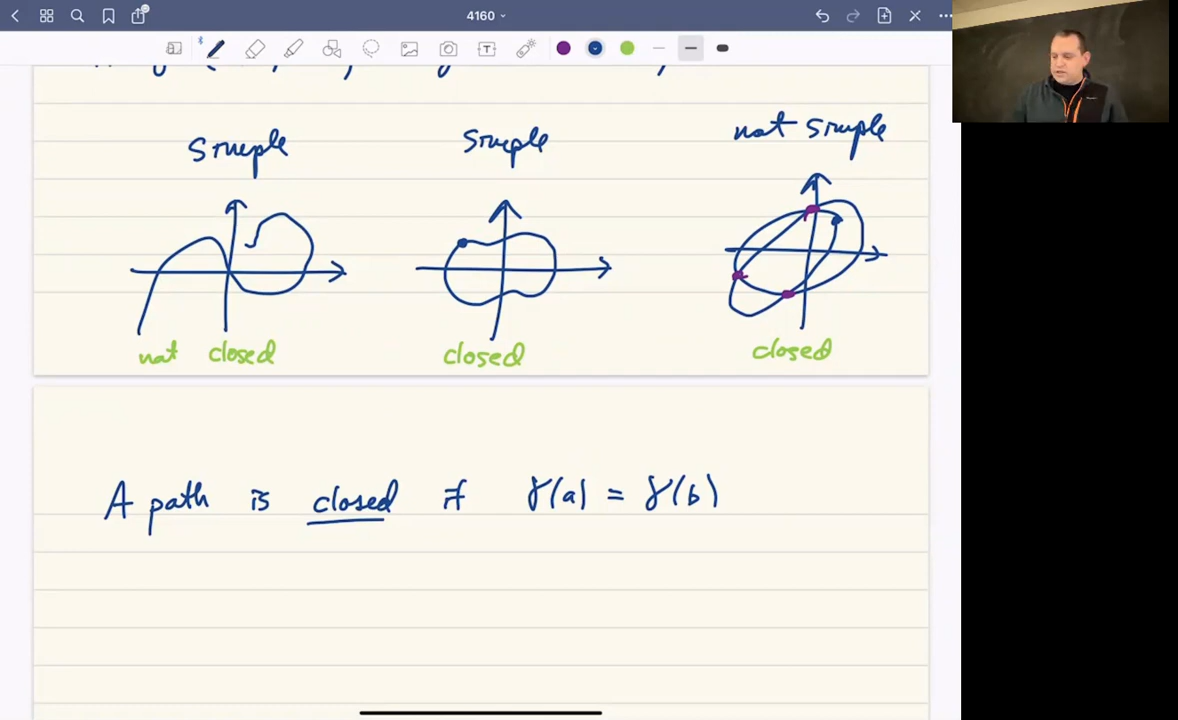 4160
simple simple not simple
not closed closed closed
A path is closed if γ(a) = γ(b)